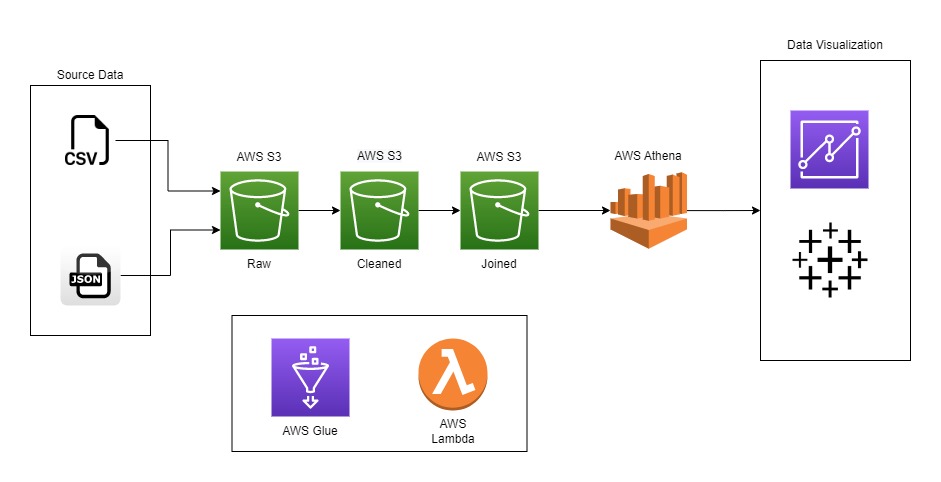 Data Visualization
Source Data
CSV
AWS S3
AWS S3
AWS S3
AWS Athena
Raw
Cleaned
Joined
JSON
AWS Glue
AWS
Lambda